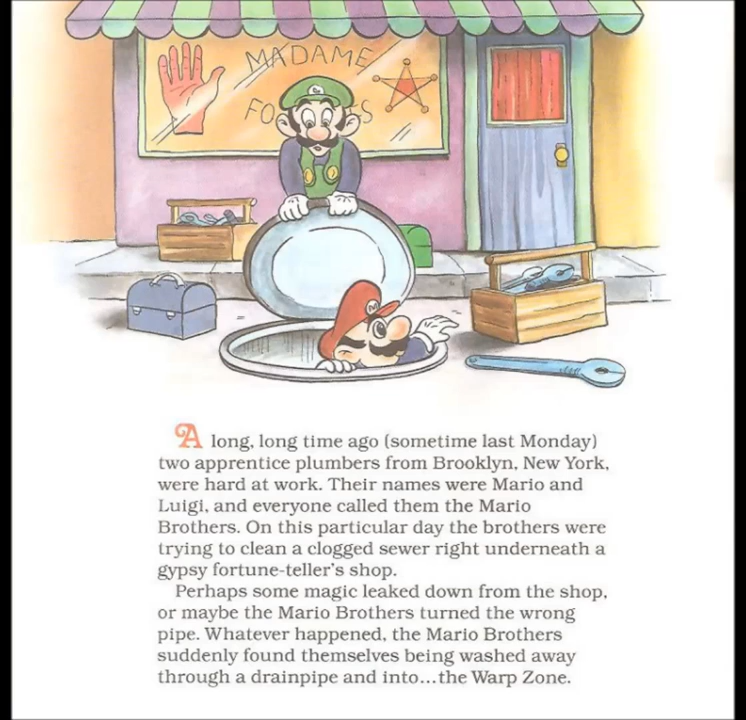 MADAME
A long, long time ago (sometime last Monday)
two apprentice plumbers from Brooklyn, New York,
were hard at work. Their names were Mario and
Luigi, and everyone called them the Mario
Brothers. On this particular day the brothers were
trying to clean a clogged sewer right underneath a
gypsy fortune-teller's shop.
Perhaps some magic leaked down from the shop,
or maybe the Mario Brothers turned the wrong
pipe. Whatever happened, the Mario Brothers
suddenly found themselves being washed away
through a drainpipe and into...the Warp Zone.